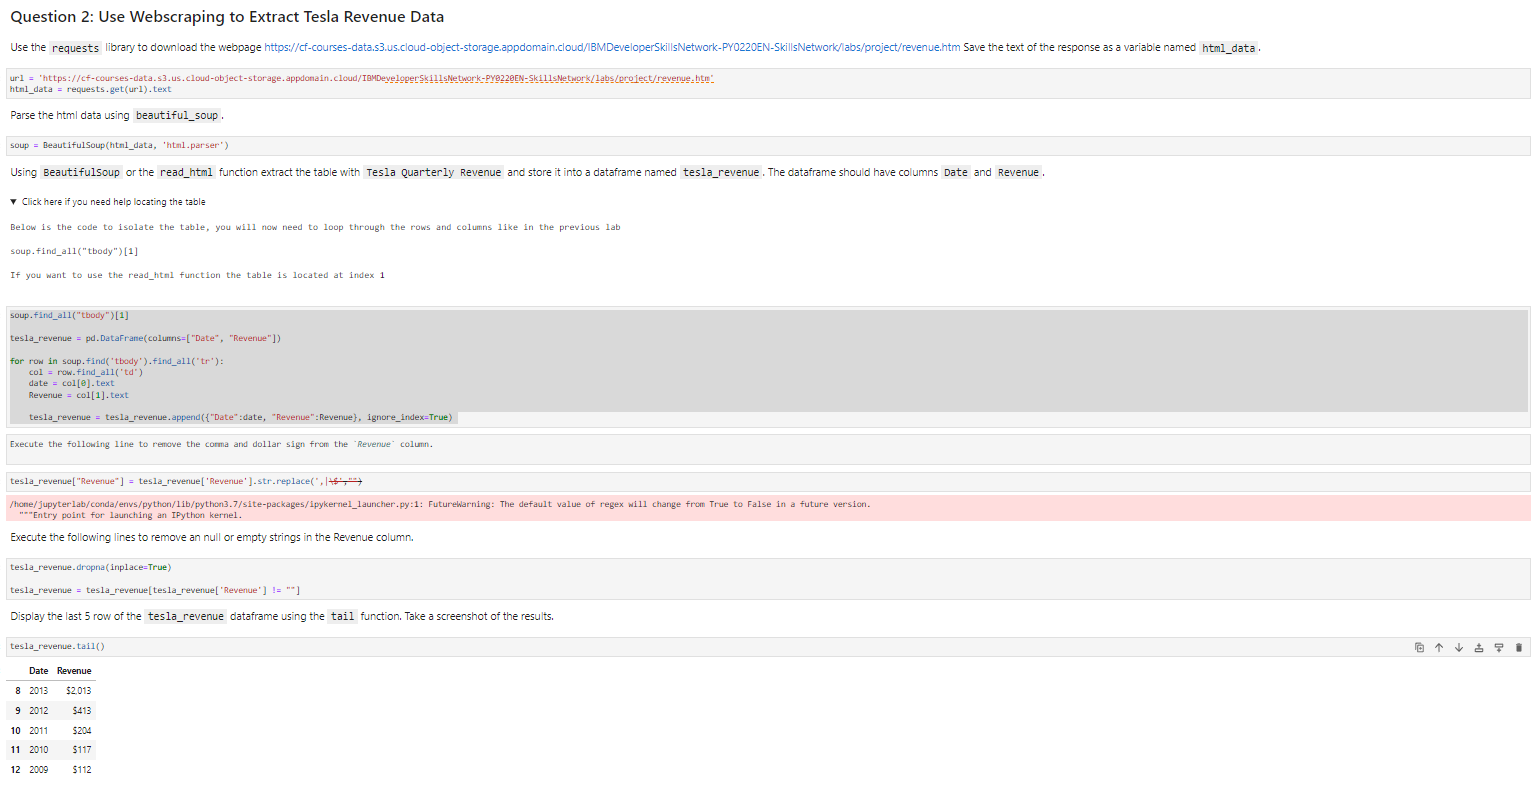 Question 2: Use Webscraping to Extract Tesla Revenue Data
Use the requests library to download the webpage https://cf-courses-data.s3.us.cloud-object-storage.appdomain.cloud/IBMDeveloperSkillsNetwork-PY0220EN-SkillsNetwork/labs/project/revenue.htm Save the text of the response as a variable named html_data.
url = 'https://cf-courses-data.s3.us.cloud-object-storage.appdomain.cloud/IBMDeveloperSkillsNetwork-PY0220EN-SkillsNetwork/labs/project/revenue.htm'
html_data = requests.get(url).text
Parse the html data using beautiful_soup.
soup = BeautifulSoup(html_data, 'html.parser')
Using BeautifulSoup or the read_html function extract the table with Tesla Quarterly Revenue and store it into a dataframe named tesla_revenue. The dataframe should have columns Date and Revenue.
▼ Click here if you need help locating the table
Below is the code to isolate the table, you will now need to loop through the rows and columns like in the previous lab
soup.find_all("tbody")[1]
If you want to use the read_html function the table is located at index 1
soup.find_all("tbody")[1]
tesla_revenue = pd.DataFrame(columns=["Date", "Revenue"])
for row in soup.find('tbody').find_all('tr'):
    col = row.find_all('td')
    date = col[0].text
    Revenue = col[1].text
    tesla_revenue = tesla_revenue.append({"Date":date, "Revenue":Revenue}, ignore_index=True)
Execute the following line to remove the comma and dollar sign from the `Revenue` column.
tesla_revenue["Revenue"] = tesla_revenue['Revenue'].str.replace(',|\$',"")
/home/jupyterlab/conda/envs/python/lib/python3.7/site-packages/ipykernel_launcher.py:1: FutureWarning: The default value of regex will change from True to False in a future version.
  """Entry point for launching an IPython kernel.
Execute the following lines to remove an null or empty strings in the Revenue column.
tesla_revenue.dropna(inplace=True)
tesla_revenue = tesla_revenue[tesla_revenue['Revenue'] != ""]
Display the last 5 row of the tesla_revenue dataframe using the tail function. Take a screenshot of the results.
tesla_revenue.tail()
Date Revenue
8 2013 $2,013
9 2012 $413
10 2011 $204
11 2010 $117
12 2009 $112